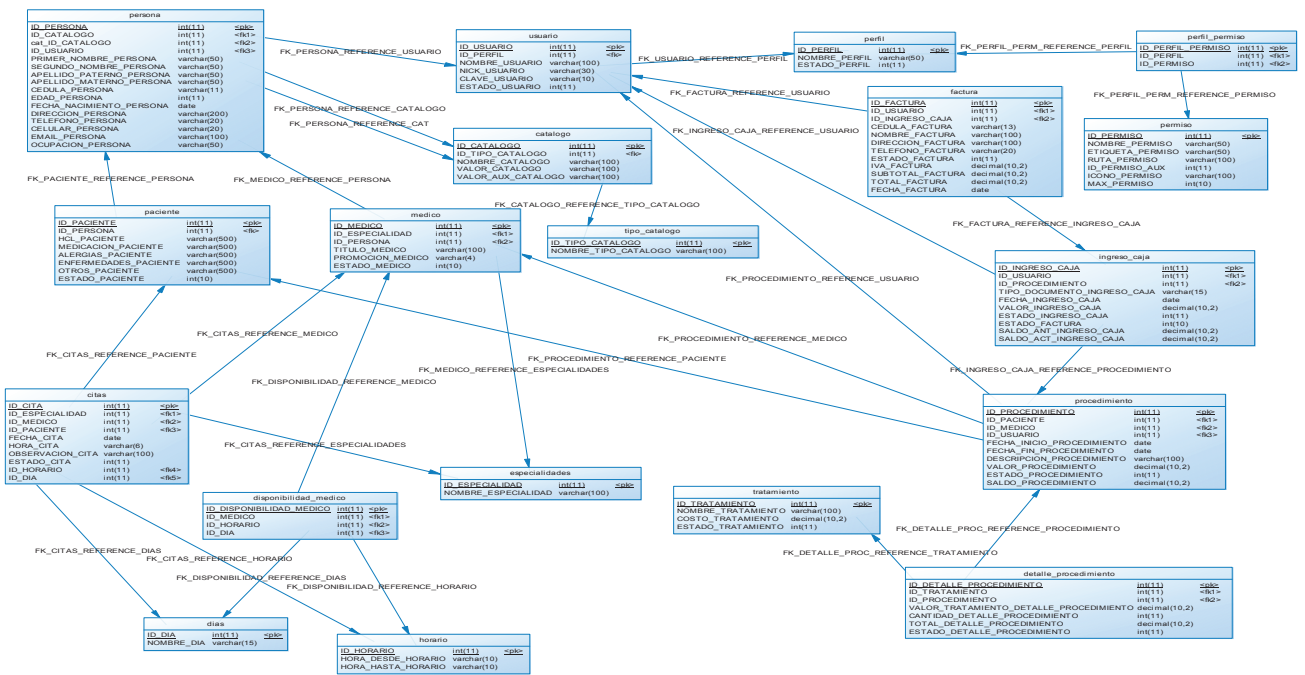 persona
ID_PERSONA int(11) <pk>
ID_CATALOGO int(11) <fk1>
cat_ID_CATALOGO int(11) <fk2>
ID_USUARIO int(11) <fk3>
PRIMER_NOMBRE_PERSONA varchar(50)
SEGUNDO_NOMBRE_PERSONA varchar(50)
APELLIDO_PATERNO_PERSONA varchar(50)
APELLIDO_MATERNO_PERSONA varchar(50)
CEDULA_PERSONA varchar(11)
EDAD_PERSONA int(11)
FECHA_NACIMIENTO_PERSONA date
DIRECCION_PERSONA varchar(200)
TELEFONO_PERSONA varchar(20)
CELULAR_PERSONA varchar(20)
EMAIL_PERSONA varchar(100)
OCUPACION_PERSONA varchar(50)
FK_PERSONA_REFERENCE_USUARIO
usuario
ID_USUARIO int(11) <pk>
ID_PERFIL int(11) <fk>
NOMBRE_USUARIO varchar(100)
NICK_USUARIO varchar(30)
CLAVE_USUARIO varchar(10)
ESTADO_USUARIO int(11)
FK_USUARIO_REFERENCE_PERFIL
perfil
ID_PERFIL int(11) <pk>
NOMBRE_PERFIL varchar(50)
ESTADO_PERFIL int(11)
FK_PERFIL_PERM_REFERENCE_PERFIL
perfil_permiso
ID_PERFIL_PERMISO int(11) <pk>
ID_PERFIL int(11) <fk1>
ID_PERMISO int(11) <fk2>
FK_PERFIL_PERM_REFERENCE_PERMISO
permiso
ID_PERMISO int(11) <pk>
NOMBRE_PERMISO varchar(50)
ETIQUETA_PERMISO varchar(50)
RUTA_PERMISO varchar(100)
ID_PERMISO_AUX int(11)
ICONO_PERMISO varchar(100)
MAX_PERMISO int(10)
FK_FACTURA_REFERENCE_USUARIO
factura
ID_FACTURA int(11) <pk>
ID_USUARIO int(11) <fk1>
ID_INGRESO_CAJA int(11) <fk2>
CEDULA_FACTURA varchar(13)
NOMBRE_FACTURA varchar(100)
DIRECCION_FACTURA varchar(100)
TELEFONO_FACTURA varchar(20)
ESTADO_FACTURA int(11)
IVA_FACTURA decimal(10,2)
SUBTOTAL_FACTURA decimal(10,2)
TOTAL_FACTURA decimal(10,2)
FECHA_FACTURA date
FK_PERSONA_REFERENCE_CATALOGO
FK_PERSONA_REFERENCE_CAT
FK_INGRESO_CAJA_REFERENCE_USUARIO
catalogo
ID_CATALOGO int(11) <pk>
ID_TIPO_CATALOGO int(11) <fk>
NOMBRE_CATALOGO varchar(100)
VALOR_CATALOGO varchar(100)
VALOR_AUX_CATALOGO varchar(100)
FK_PACIENTE_REFERENCE_PERSONA
FK_MEDICO_REFERENCE_PERSONA
FK_CATALOGO_REFERENCE_TIPO_CATALOGO
FK_FACTURA_REFERENCE_INGRESO_CAJA
paciente
ID_PACIENTE int(11) <pk>
ID_PERSONA int(11) <fk>
HCL_PACIENTE varchar(500)
MEDICACION_PACIENTE varchar(500)
ALERGIAS_PACIENTE varchar(500)
ENFERMEDADES_PACIENTE varchar(500)
OTROS_PACIENTE varchar(500)
ESTADO_PACIENTE int(10)
medico
ID_MEDICO int(11) <pk>
ID_ESPECIALIDAD int(11) <fk1>
ID_PERSONA int(11) <fk2>
TITULO_MEDICO varchar(100)
PROMOCION_MEDICO varchar(4)
ESTADO_MEDICO int(10)
tipo_catalogo
ID_TIPO_CATALOGO int(11) <pk>
NOMBRE_TIPO_CATALOGO varchar(100)
FK_PROCEDIMIENTO_REFERENCE_USUARIO
ingreso_caja
ID_INGRESO_CAJA int(11) <pk>
ID_USUARIO int(11) <fk1>
ID_PROCEDIMIENTO int(11) <fk2>
TIPO_DOCUMENTO_INGRESO_CAJA varchar(15)
FECHA_INGRESO_CAJA date
VALOR_INGRESO_CAJA decimal(10,2)
ESTADO_INGRESO_CAJA int(11)
ESTADO_FACTURA int(10)
SALDO_ANT_INGRESO_CAJA decimal(10,2)
SALDO_ACT_INGRESO_CAJA decimal(10,2)
FK_CITAS_REFERENCE_MEDICO
FK_PROCEDIMIENTO_REFERENCE_MEDICO
FK_CITAS_REFERENCE_PACIENTE
FK_PROCEDIMIENTO_REFERENCE_PACIENTE
FK_MEDICO_REFERENCE_ESPECIALIDADES
FK_INGRESO_CAJA_REFERENCE_PROCEDIMIENTO
FK_DISPONIBILIDAD_REFERENCE_MEDICO
citas
ID_CITA int(11) <pk>
ID_ESPECIALIDAD int(11) <fk1>
ID_MEDICO int(11) <fk2>
ID_PACIENTE int(11) <fk3>
FECHA_CITA date
HORA_CITA varchar(6)
OBSERVACION_CITA varchar(100)
ESTADO_CITA int(11)
ID_HORARIO int(11) <fk4>
ID_DIA int(11) <fk5>
FK_CITAS_REFERENCE_ESPECIALIDADES
procedimiento
ID_PROCEDIMIENTO int(11) <pk>
ID_PACIENTE int(11) <fk1>
ID_MEDICO int(11) <fk2>
ID_USUARIO int(11) <fk3>
FECHA_INICIO_PROCEDIMIENTO date
FECHA_FIN_PROCEDIMIENTO date
DESCRIPCION_PROCEDIMIENTO varchar(100)
VALOR_PROCEDIMIENTO decimal(10,2)
ESTADO_PROCEDIMIENTO int(11)
SALDO_PROCEDIMIENTO decimal(10,2)
especialidades
ID_ESPECIALIDAD int(11) <pk>
NOMBRE_ESPECIALIDAD varchar(100)
disponibilidad_medico
ID_DISPONIBILIDAD_MEDICO int(11) <pk>
ID_MEDICO int(11) <fk1>
ID_HORARIO int(11) <fk2>
ID_DIA int(11) <fk3>
tratamiento
ID_TRATAMIENTO int(11) <pk>
NOMBRE_TRATAMIENTO varchar(100)
COSTO_TRATAMIENTO decimal(10,2)
ESTADO_TRATAMIENTO int(11)
FK_DETALLE_PROC_REFERENCE_PROCEDIMIENTO
FK_DETALLE_PROC_REFERENCE_TRATAMIENTO
FK_CITAS_REFERENCE_DIAS
FK_CITAS_REFERENCE_HORARIO
FK_DISPONIBILIDAD_REFERENCE_DIAS
FK_DISPONIBILIDAD_REFERENCE_HORARIO
detalle_procedimiento
ID_DETALLE_PROCEDIMIENTO int(11) <pk>
ID_TRATAMIENTO int(11) <fk1>
ID_PROCEDIMIENTO int(11) <fk2>
VALOR_TRATAMIENTO_DETALLE_PROCEDIMIENTO decimal(10,2)
CANTIDAD_DETALLE_PROCEDIMIENTO int(11)
TOTAL_DETALLE_PROCEDIMIENTO decimal(10,2)
ESTADO_DETALLE_PROCEDIMIENTO int(11)
dias
ID_DIA int(11) <pk>
NOMBRE_DIA varchar(15)
horario
ID_HORARIO int(11) <pk>
HORA_DESDE_HORARIO varchar(10)
HORA_HASTA_HORARIO varchar(10)